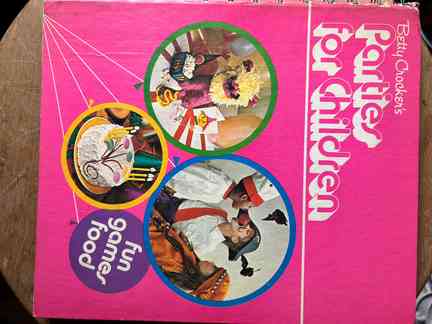 Betty Crocker's
Parties
for Children
fun
games
food